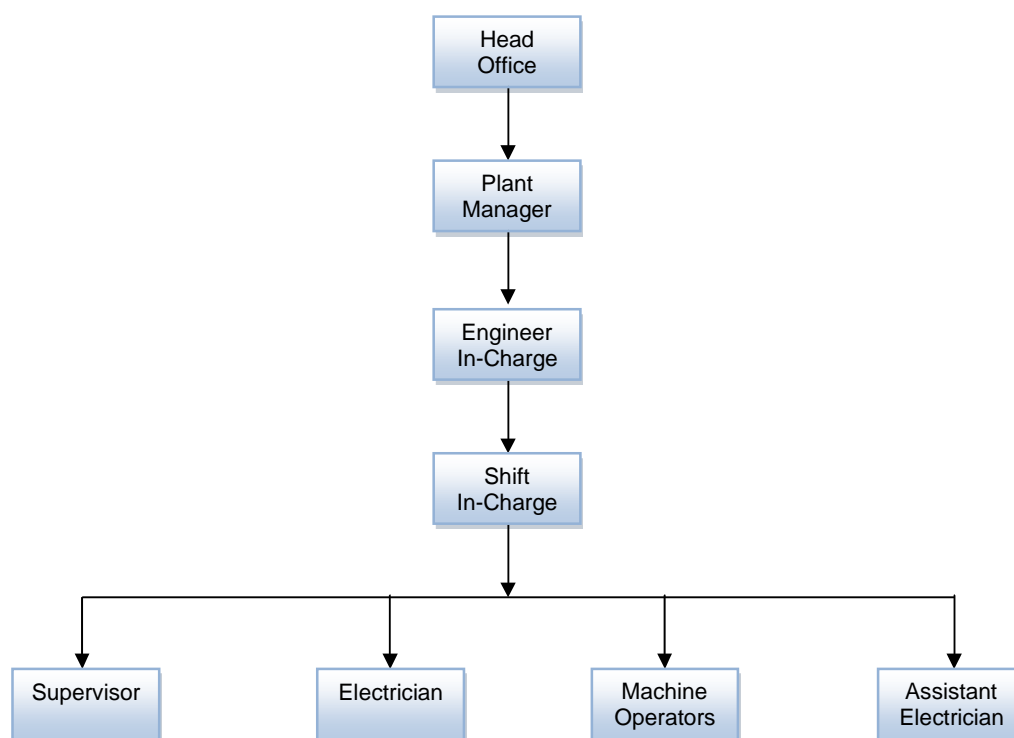 Head
Office
Plant
Manager
Engineer
In-Charge
Shift
In-Charge
Supervisor
Electrician
Machine
Operators
Assistant
Electrician